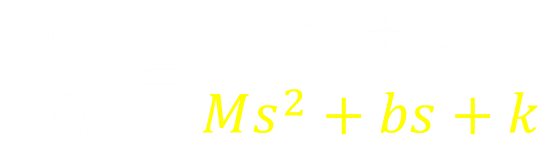 Ms² + bs + k